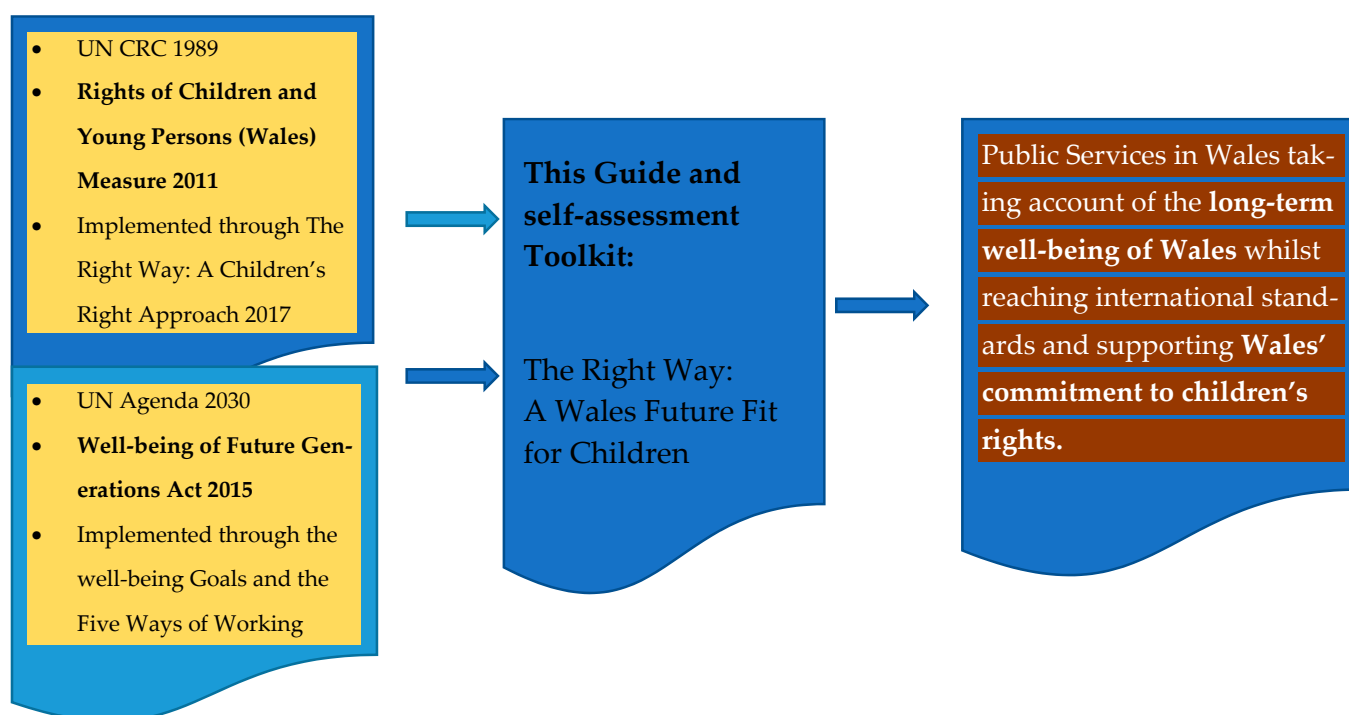 • UN CRC 1989
• Rights of Children and
Young Persons (Wales)
Measure 2011
• Implemented through The
Right Way: A Children’s
Right Approach 2017
• UN Agenda 2030
• Well-being of Future Gen-
erations Act 2015
• Implemented through the
well-being Goals and the
Five Ways of Working
This Guide and
self-assessment
Toolkit:
The Right Way:
A Wales Future Fit
for Children
Public Services in Wales tak-
ing account of the long-term
well-being of Wales whilst
reaching international stand-
ards and supporting Wales’
commitment to children’s
rights.